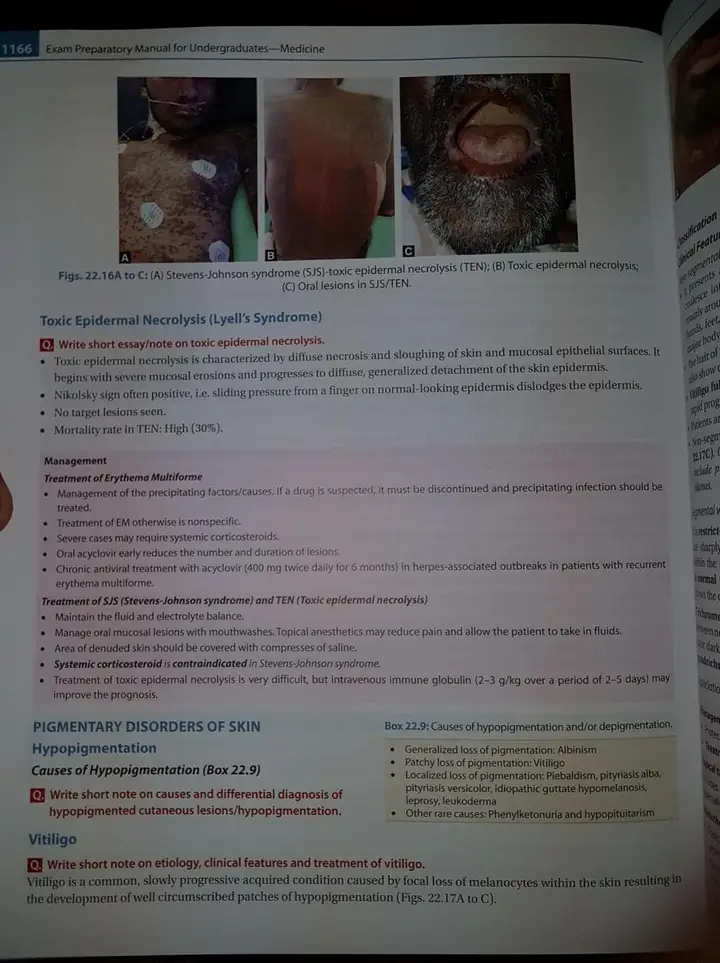 1166 Exam Preparatory Manual for Undergraduates—Medicine
A
B
C
Figs. 22.16A to C: (A) Stevens-Johnson syndrome (SJS)-toxic epidermal necrolysis (TEN); (B) Toxic epidermal necrolysis;
(C) Oral lesions in SJS/TEN.
Toxic Epidermal Necrolysis (Lyell's Syndrome)
Q. Write short essay/note on toxic epidermal necrolysis.
• Toxic epidermal necrolysis is characterized by diffuse necrosis and sloughing of skin and mucosal epithelial surfaces. It
begins with severe mucosal erosions and progresses to diffuse, generalized detachment of the skin epidermis.
• Nikolsky sign often positive, i.e. sliding pressure from a finger on normal-looking epidermis dislodges the epidermis.
• No target lesions seen.
• Mortality rate in TEN: High (30%).
Management
Treatment of Erythema Multiforme
• Management of the precipitating factors/causes. If a drug is suspected, it must be discontinued and precipitating infection should be
treated.
• Treatment of EM otherwise is nonspecific.
• Severe cases may require systemic corticosteroids.
• Oral acyclovir early reduces the number and duration of lesions.
• Chronic antiviral treatment with acyclovir (400 mg twice daily for 6 months) in herpes-associated outbreaks in patients with recurrent
erythema multiforme.
Treatment of SJS (Stevens-Johnson syndrome) and TEN (Toxic epidermal necrolysis)
• Maintain the fluid and electrolyte balance.
• Manage oral mucosal lesions with mouthwashes. Topical anesthetics may reduce pain and allow the patient to take in fluids.
• Area of denuded skin should be covered with compresses of saline.
• Systemic corticosteroid is contraindicated in Stevens-Johnson syndrome.
• Treatment of toxic epidermal necrolysis is very difficult, but intravenous immune globulin (2–3 g/kg over a period of 2–5 days) may
improve the prognosis.
PIGMENTARY DISORDERS OF SKIN
Hypopigmentation
Causes of Hypopigmentation (Box 22.9)
Q. Write short note on causes and differential diagnosis of
hypopigmented cutaneous lesions/hypopigmentation.
Box 22.9: Causes of hypopigmentation and/or depigmentation.
• Generalized loss of pigmentation: Albinism
• Patchy loss of pigmentation: Vitiligo
• Localized loss of pigmentation: Piebaldism, pityriasis alba,
pityriasis versicolor, idiopathic guttate hypomelanosis,
leprosy, leukoderma
• Other rare causes: Phenylketonuria and hypopituitarism
Vitiligo
Q. Write short note on etiology, clinical features and treatment of vitiligo.
Vitiligo is a common, slowly progressive acquired condition caused by focal loss of melanocytes within the skin resulting in
the development of well circumscribed patches of hypopigmentation (Figs. 22.17A to C).
Classification
Clinical
presents
hands, feet,
major body
The hair of
also show
Vitiligo
Patients
22.17C).
include